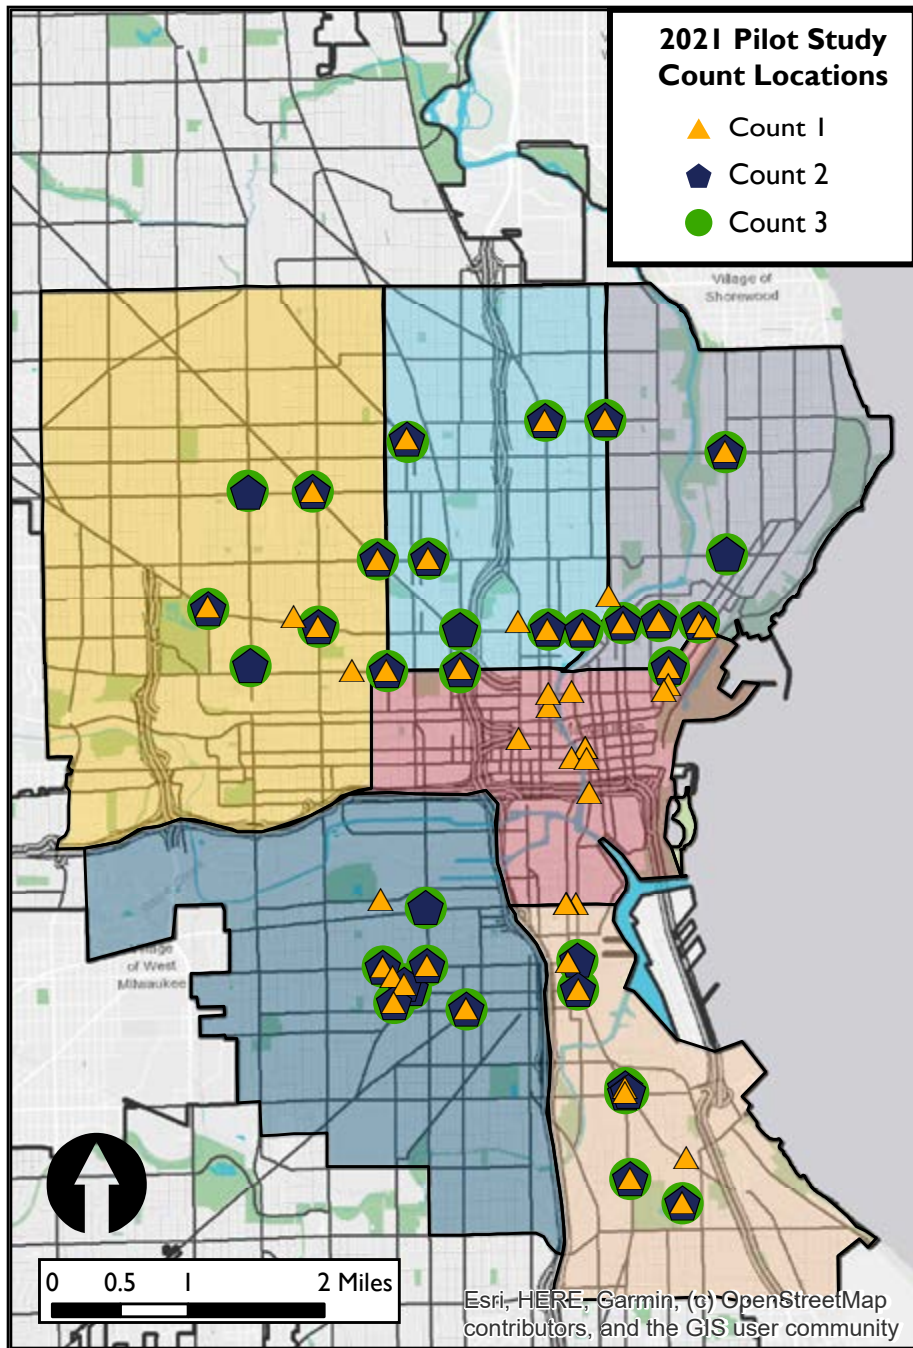 2021 Pilot Study
Count Locations
Count 1
Count 2
Count 3
Village of
Shorewood
Village
of West
Milwaukee
0 0.5 1 2 Miles
Esri, HERE, Garmin, (c) OpenStreetMap
contributors, and the GIS user community